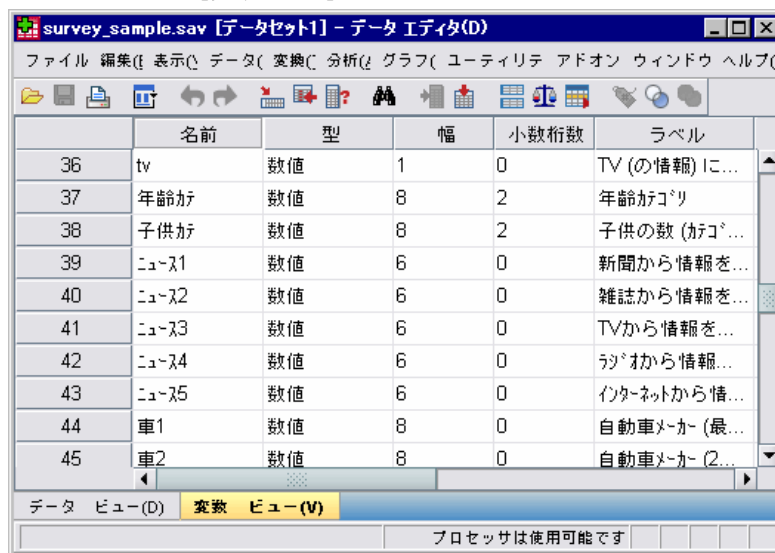 survey_sample.sav [データセット1] - データ エディタ(D)
ファイル 編集(E 表示(V データ( 変換(T 分析(A グラフ( ユーティリテ アドオン ウィンドウ ヘルプ(
名前 型 幅 小数桁数 ラベル
36 tv 数値 1 0 TV (の情報) に...
37 年齢ｶﾃ 数値 8 2 年齢ｶﾃｺﾞﾘ
38 子供ｶﾃ 数値 8 2 子供の数 (ｶﾃｺﾞ...
39 ﾆｭｰｽ1 数値 6 0 新聞から情報を...
40 ﾆｭｰｽ2 数値 6 0 雑誌から情報を...
41 ﾆｭｰｽ3 数値 6 0 TVから情報を...
42 ﾆｭｰｽ4 数値 6 0 ﾗｼﾞｵから情報...
43 ﾆｭｰｽ5 数値 6 0 ｲﾝﾀｰﾈｯﾄから情...
44 車1 数値 8 0 自動車ﾒｰｶｰ (最...
45 車2 数値 8 0 自動車ﾒｰｶｰ (2...
データ ビュー(D) 変数 ビュー(V)
プロセッサは使用可能です